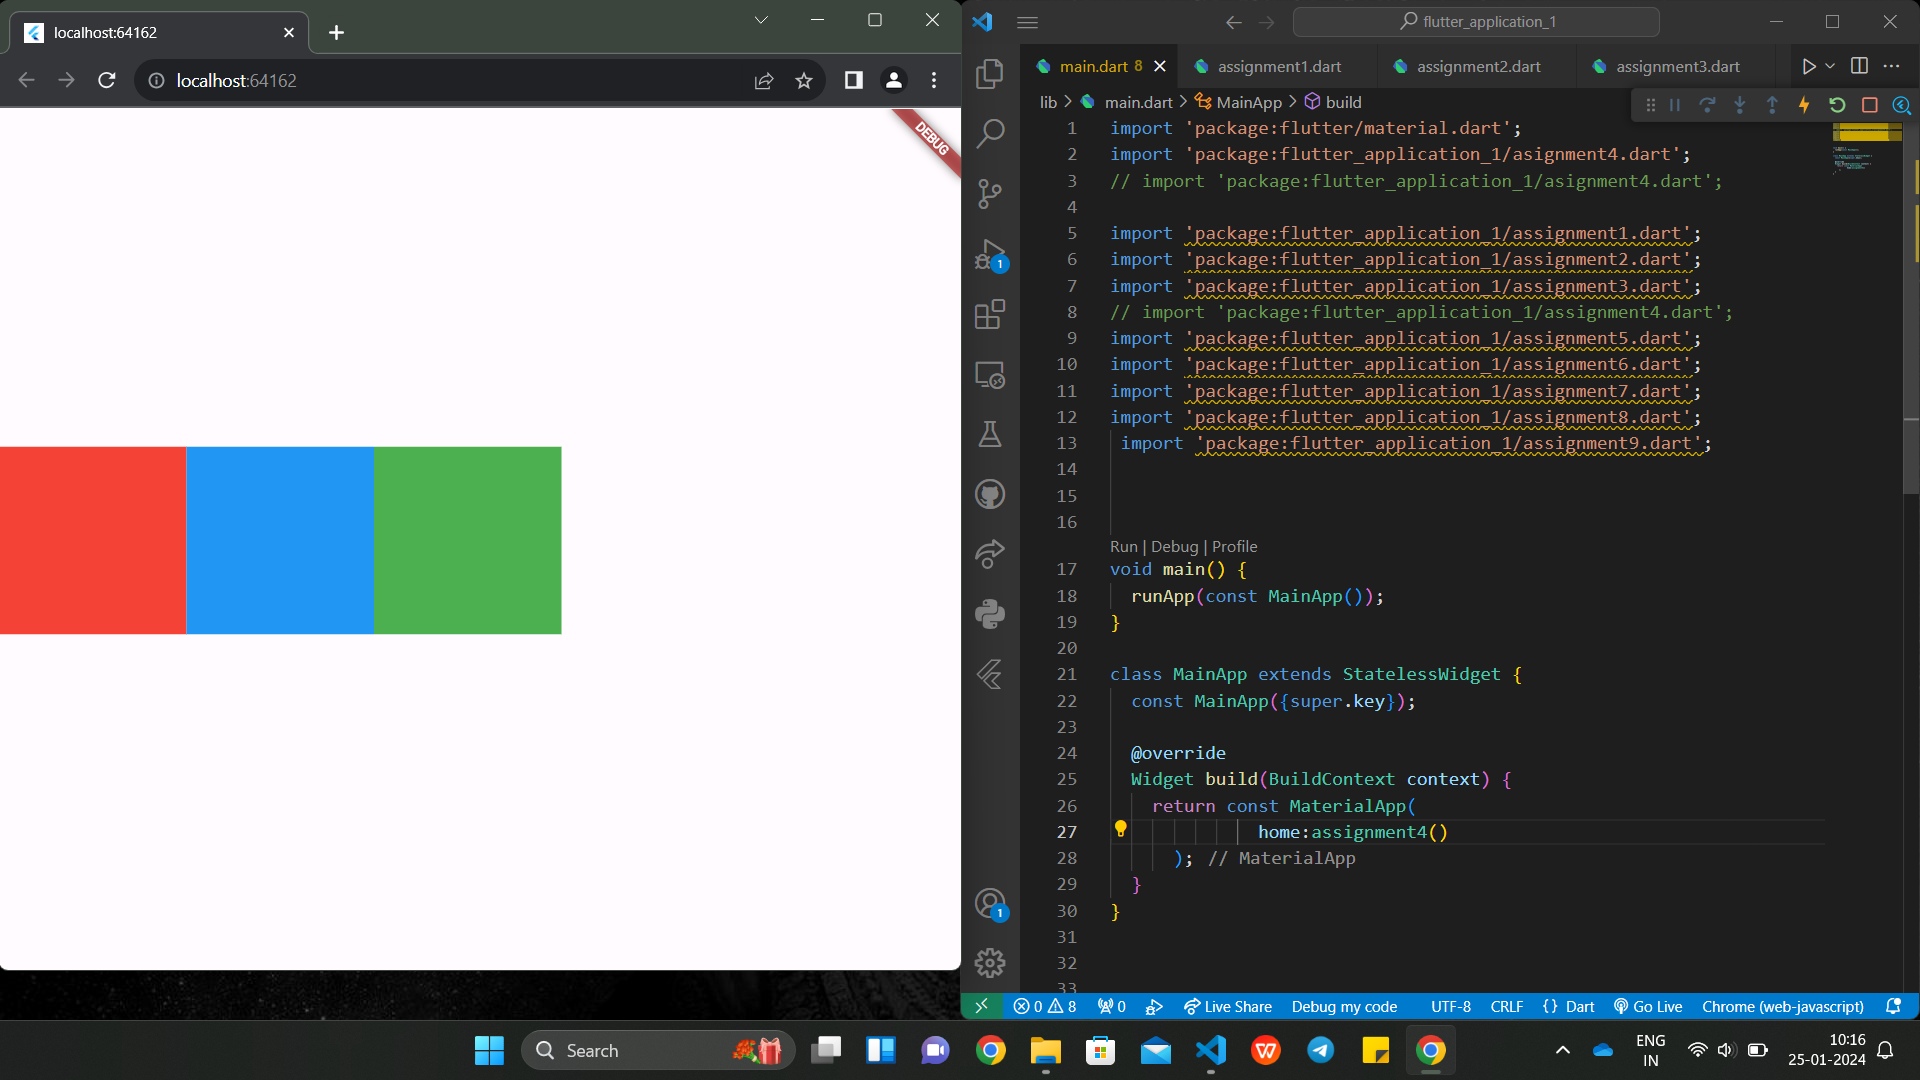 localhost:64162
localhost:64162
DEBUG
flutter_application_1
main.dart 8
assignment1.dart
assignment2.dart
assignment3.dart
lib > main.dart > MainApp > build
1 import 'package:flutter/material.dart';
2 import 'package:flutter_application_1/asignment4.dart';
3 // import 'package:flutter_application_1/asignment4.dart';
4
5 import 'package:flutter_application_1/assignment1.dart';
6 import 'package:flutter_application_1/assignment2.dart';
7 import 'package:flutter_application_1/assignment3.dart';
8 // import 'package:flutter_application_1/assignment4.dart';
9 import 'package:flutter_application_1/assignment5.dart';
10 import 'package:flutter_application_1/assignment6.dart';
11 import 'package:flutter_application_1/assignment7.dart';
12 import 'package:flutter_application_1/assignment8.dart';
13 import 'package:flutter_application_1/assignment9.dart';
14
15
16
Run | Debug | Profile
17 void main() {
18 runApp(const MainApp());
19 }
20
21 class MainApp extends StatelessWidget {
22 const MainApp({super.key});
23
24 @override
25 Widget build(BuildContext context) {
26 return const MaterialApp(
27 home:assignment4()
28 ); // MaterialApp
29 }
30 }
31
32
33
1
1
0 8 0 Live Share Debug my code UTF-8 CRLF {} Dart Go Live Chrome (web-javascript)
Search
ENG
IN
10:16
25-01-2024